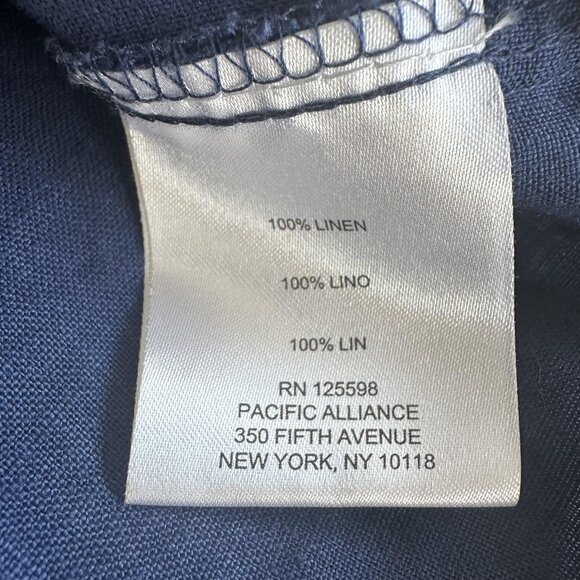 100% LINEN
100% LINO
100% LIN
RN 125598
PACIFIC ALLIANCE
350 FIFTH AVENUE
NEW YORK, NY 10118